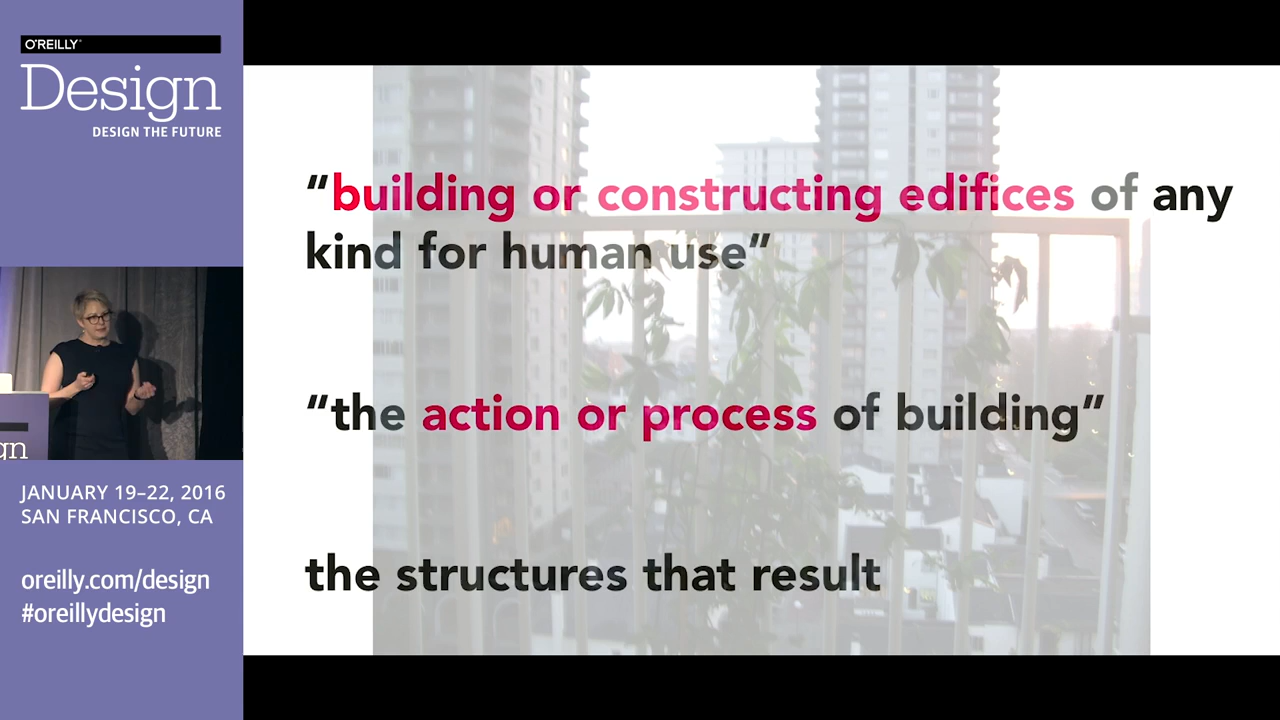 O'REILLY®
Design
DESIGN THE FUTURE
gn
JANUARY 19–22, 2016
SAN FRANCISCO, CA
oreilly.com/design
#oreillydesign
“building or constructing edifices of any
kind for human use”
“the action or process of building”
the structures that result